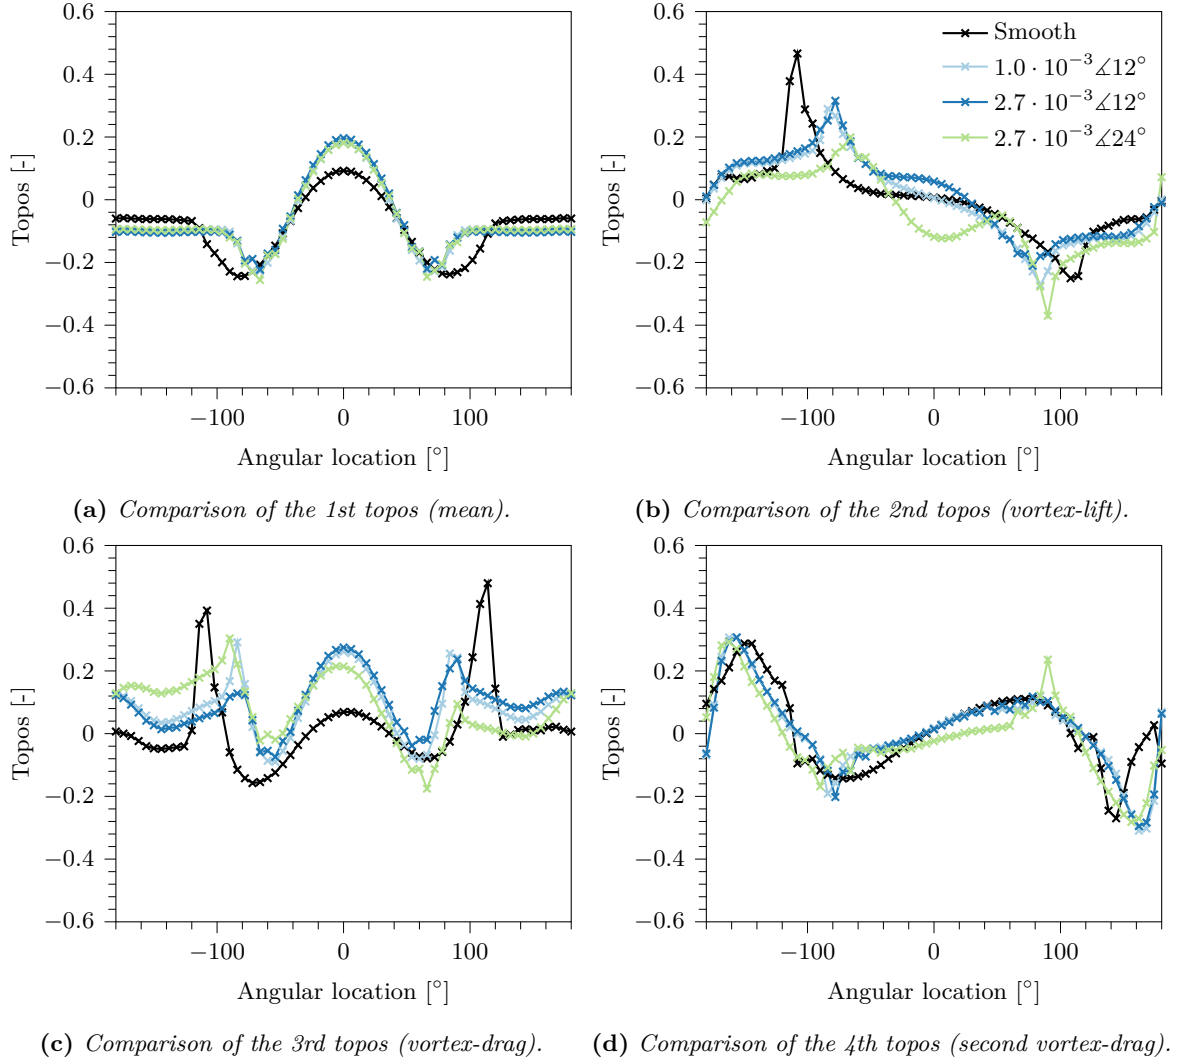 0.6
0.4
0.2
0
−0.2
−0.4
−0.6
−100
0
100
Topos [-]
Angular location [°]
(a) Comparison of the 1st topos (mean).
0.6
0.4
0.2
0
−0.2
−0.4
−0.6
−100
0
100
Topos [-]
Angular location [°]
Smooth
1.0 · 10⁻³∡12°
2.7 · 10⁻³∡12°
2.7 · 10⁻³∡24°
(b) Comparison of the 2nd topos (vortex-lift).
0.6
0.4
0.2
0
−0.2
−0.4
−0.6
−100
0
100
Topos [-]
Angular location [°]
(c) Comparison of the 3rd topos (vortex-drag).
0.6
0.4
0.2
0
−0.2
−0.4
−0.6
−100
0
100
Topos [-]
Angular location [°]
(d) Comparison of the 4th topos (second vortex-drag).